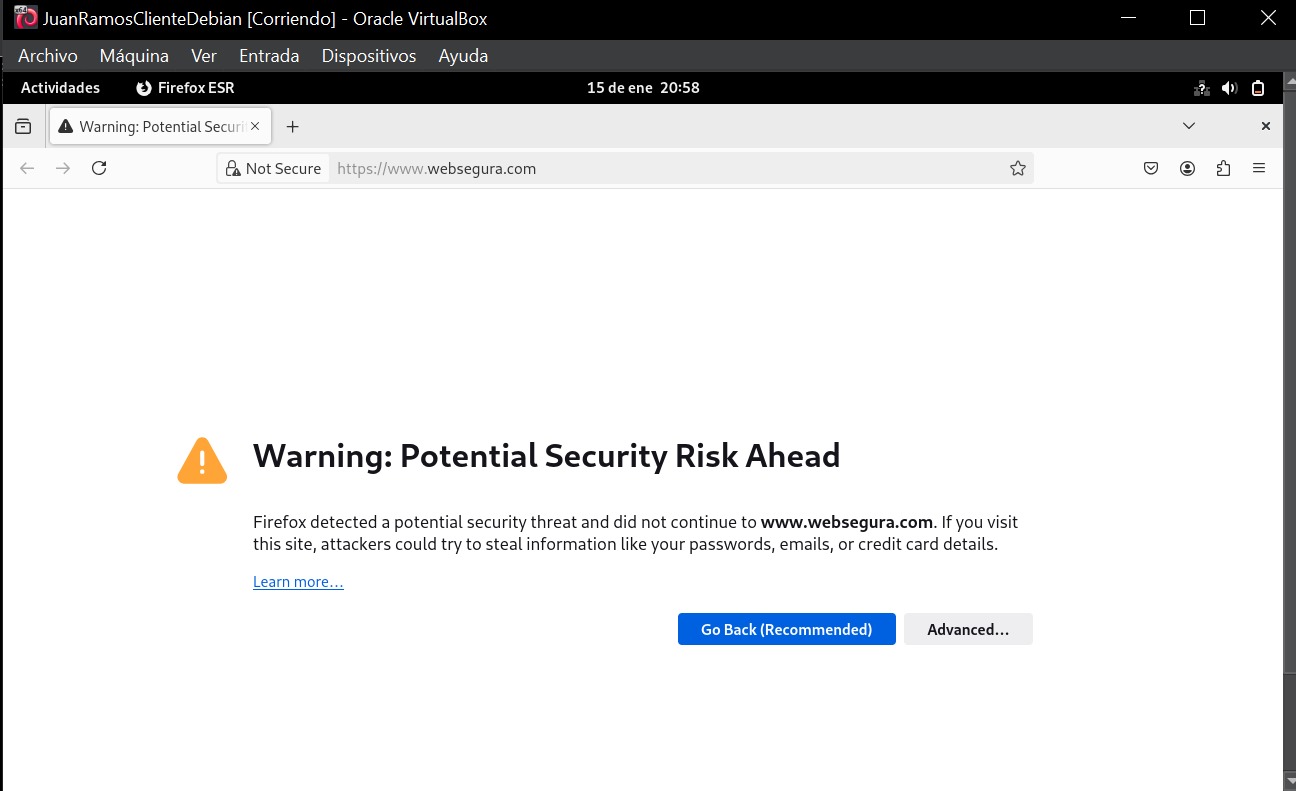 x64
JuanRamosClienteDebian [Corriendo] - Oracle VirtualBox
Archivo Máquina Ver Entrada Dispositivos Ayuda
Actividades Firefox ESR 15 de ene 20:58
Warning: Potential Securi
Not Secure https://www.websegura.com
Warning: Potential Security Risk Ahead
Firefox detected a potential security threat and did not continue to www.websegura.com. If you visit
this site, attackers could try to steal information like your passwords, emails, or credit card details.
Learn more…
Go Back (Recommended) Advanced…